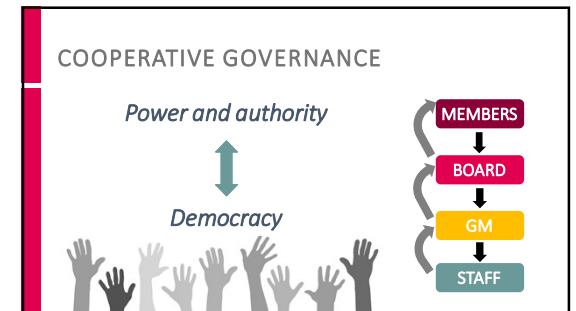 COOPERATIVE GOVERNANCE
Power and authority
Democracy
MEMBERS
BOARD
GM
STAFF